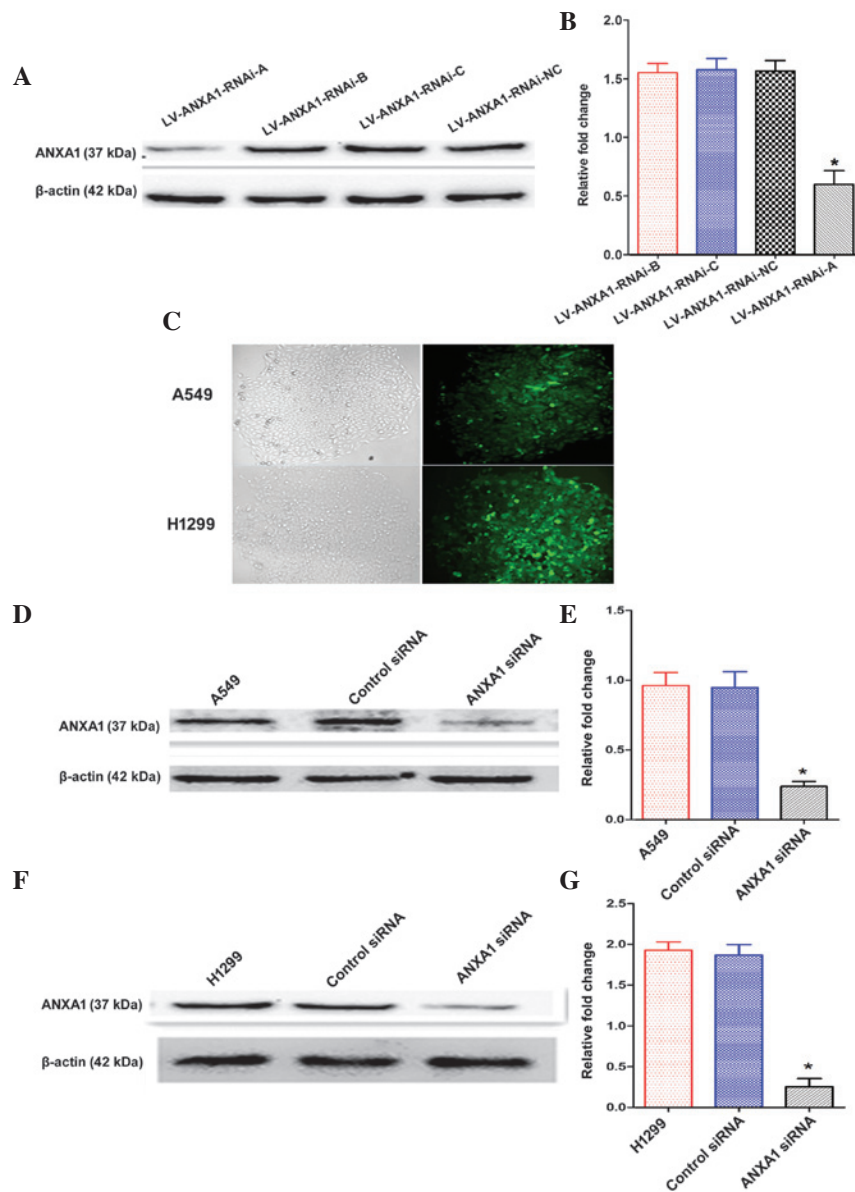 A
LV-ANXA1-RNAi-A
LV-ANXA1-RNAi-B
LV-ANXA1-RNAi-C
LV-ANXA1-RNAi-NC
ANXA1 (37 kDa)
β-actin (42 kDa)
B
Relative fold change
2.0
1.5
1.0
0.5
0.0
*
LV-ANXA1-RNAi-B
LV-ANXA1-RNAi-C
LV-ANXA1-RNAi-NC
LV-ANXA1-RNAi-A
C
A549
H1299
D
A549
Control siRNA
ANXA1 siRNA
ANXA1 (37 kDa)
β-actin (42 kDa)
E
Relative fold change
1.5
1.0
0.5
0.0
*
A549
Control siRNA
ANXA1 siRNA
F
H1299
Control siRNA
ANXA1 siRNA
ANXA1 (37 kDa)
β-actin (42 kDa)
G
Relative fold change
2.5
2.0
1.5
1.0
0.5
0.0
*
H1299
Control siRNA
ANXA1 siRNA